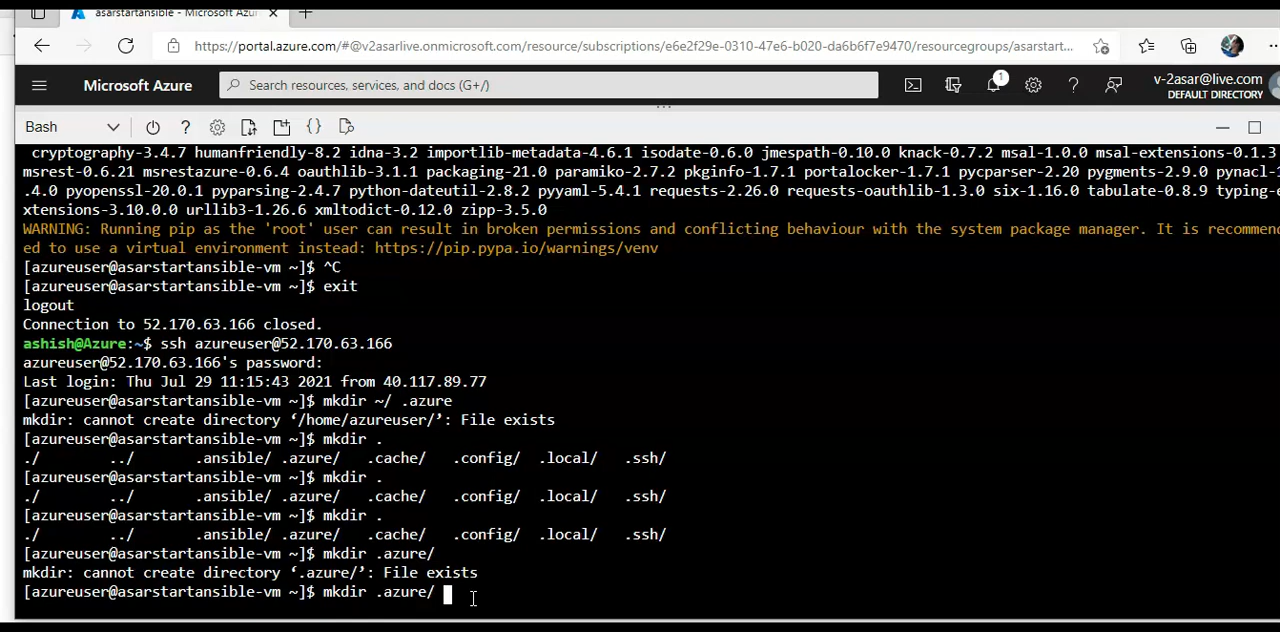 asarstartansible - Microsoft Azure
https://portal.azure.com/#@v2asarlive.onmicrosoft.com/resource/subscriptions/e6e2f29e-0310-47e6-b020-da6b6f7e9470/resourcegroups/asarstart...
Microsoft Azure
Search resources, services, and docs (G+/)
1
v-2asar@live.com
DEFAULT DIRECTORY
Bash
cryptography-3.4.7 humanfriendly-8.2 idna-3.2 importlib-metadata-4.6.1 isodate-0.6.0 jmespath-0.10.0 knack-0.7.2 msal-1.0.0 msal-extensions-0.1.3
msrest-0.6.21 msrestazure-0.6.4 oauthlib-3.1.1 packaging-21.0 paramiko-2.7.2 pkginfo-1.7.1 portalocker-1.7.1 pycparser-2.20 pygments-2.9.0 pynacl-1
.4.0 pyopenssl-20.0.1 pyparsing-2.4.7 python-dateutil-2.8.2 pyyaml-5.4.1 requests-2.26.0 requests-oauthlib-1.3.0 six-1.16.0 tabulate-0.8.9 typing-e
xtensions-3.10.0.0 urllib3-1.26.6 xmltodict-0.12.0 zipp-3.5.0
WARNING: Running pip as the 'root' user can result in broken permissions and conflicting behaviour with the system package manager. It is recommend
ed to use a virtual environment instead: https://pip.pypa.io/warnings/venv
[azureuser@asarstartansible-vm ~]$ ^C
[azureuser@asarstartansible-vm ~]$ exit
logout
Connection to 52.170.63.166 closed.
ashish@Azure:~$ ssh azureuser@52.170.63.166
azureuser@52.170.63.166's password:
Last login: Thu Jul 29 11:15:43 2021 from 40.117.89.77
[azureuser@asarstartansible-vm ~]$ mkdir ~/ .azure
mkdir: cannot create directory ‘/home/azureuser/’: File exists
[azureuser@asarstartansible-vm ~]$ mkdir .
./ ../ .ansible/ .azure/ .cache/ .config/ .local/ .ssh/
[azureuser@asarstartansible-vm ~]$ mkdir .
./ ../ .ansible/ .azure/ .cache/ .config/ .local/ .ssh/
[azureuser@asarstartansible-vm ~]$ mkdir .
./ ../ .ansible/ .azure/ .cache/ .config/ .local/ .ssh/
[azureuser@asarstartansible-vm ~]$ mkdir .azure/
mkdir: cannot create directory ‘.azure/’: File exists
[azureuser@asarstartansible-vm ~]$ mkdir .azure/